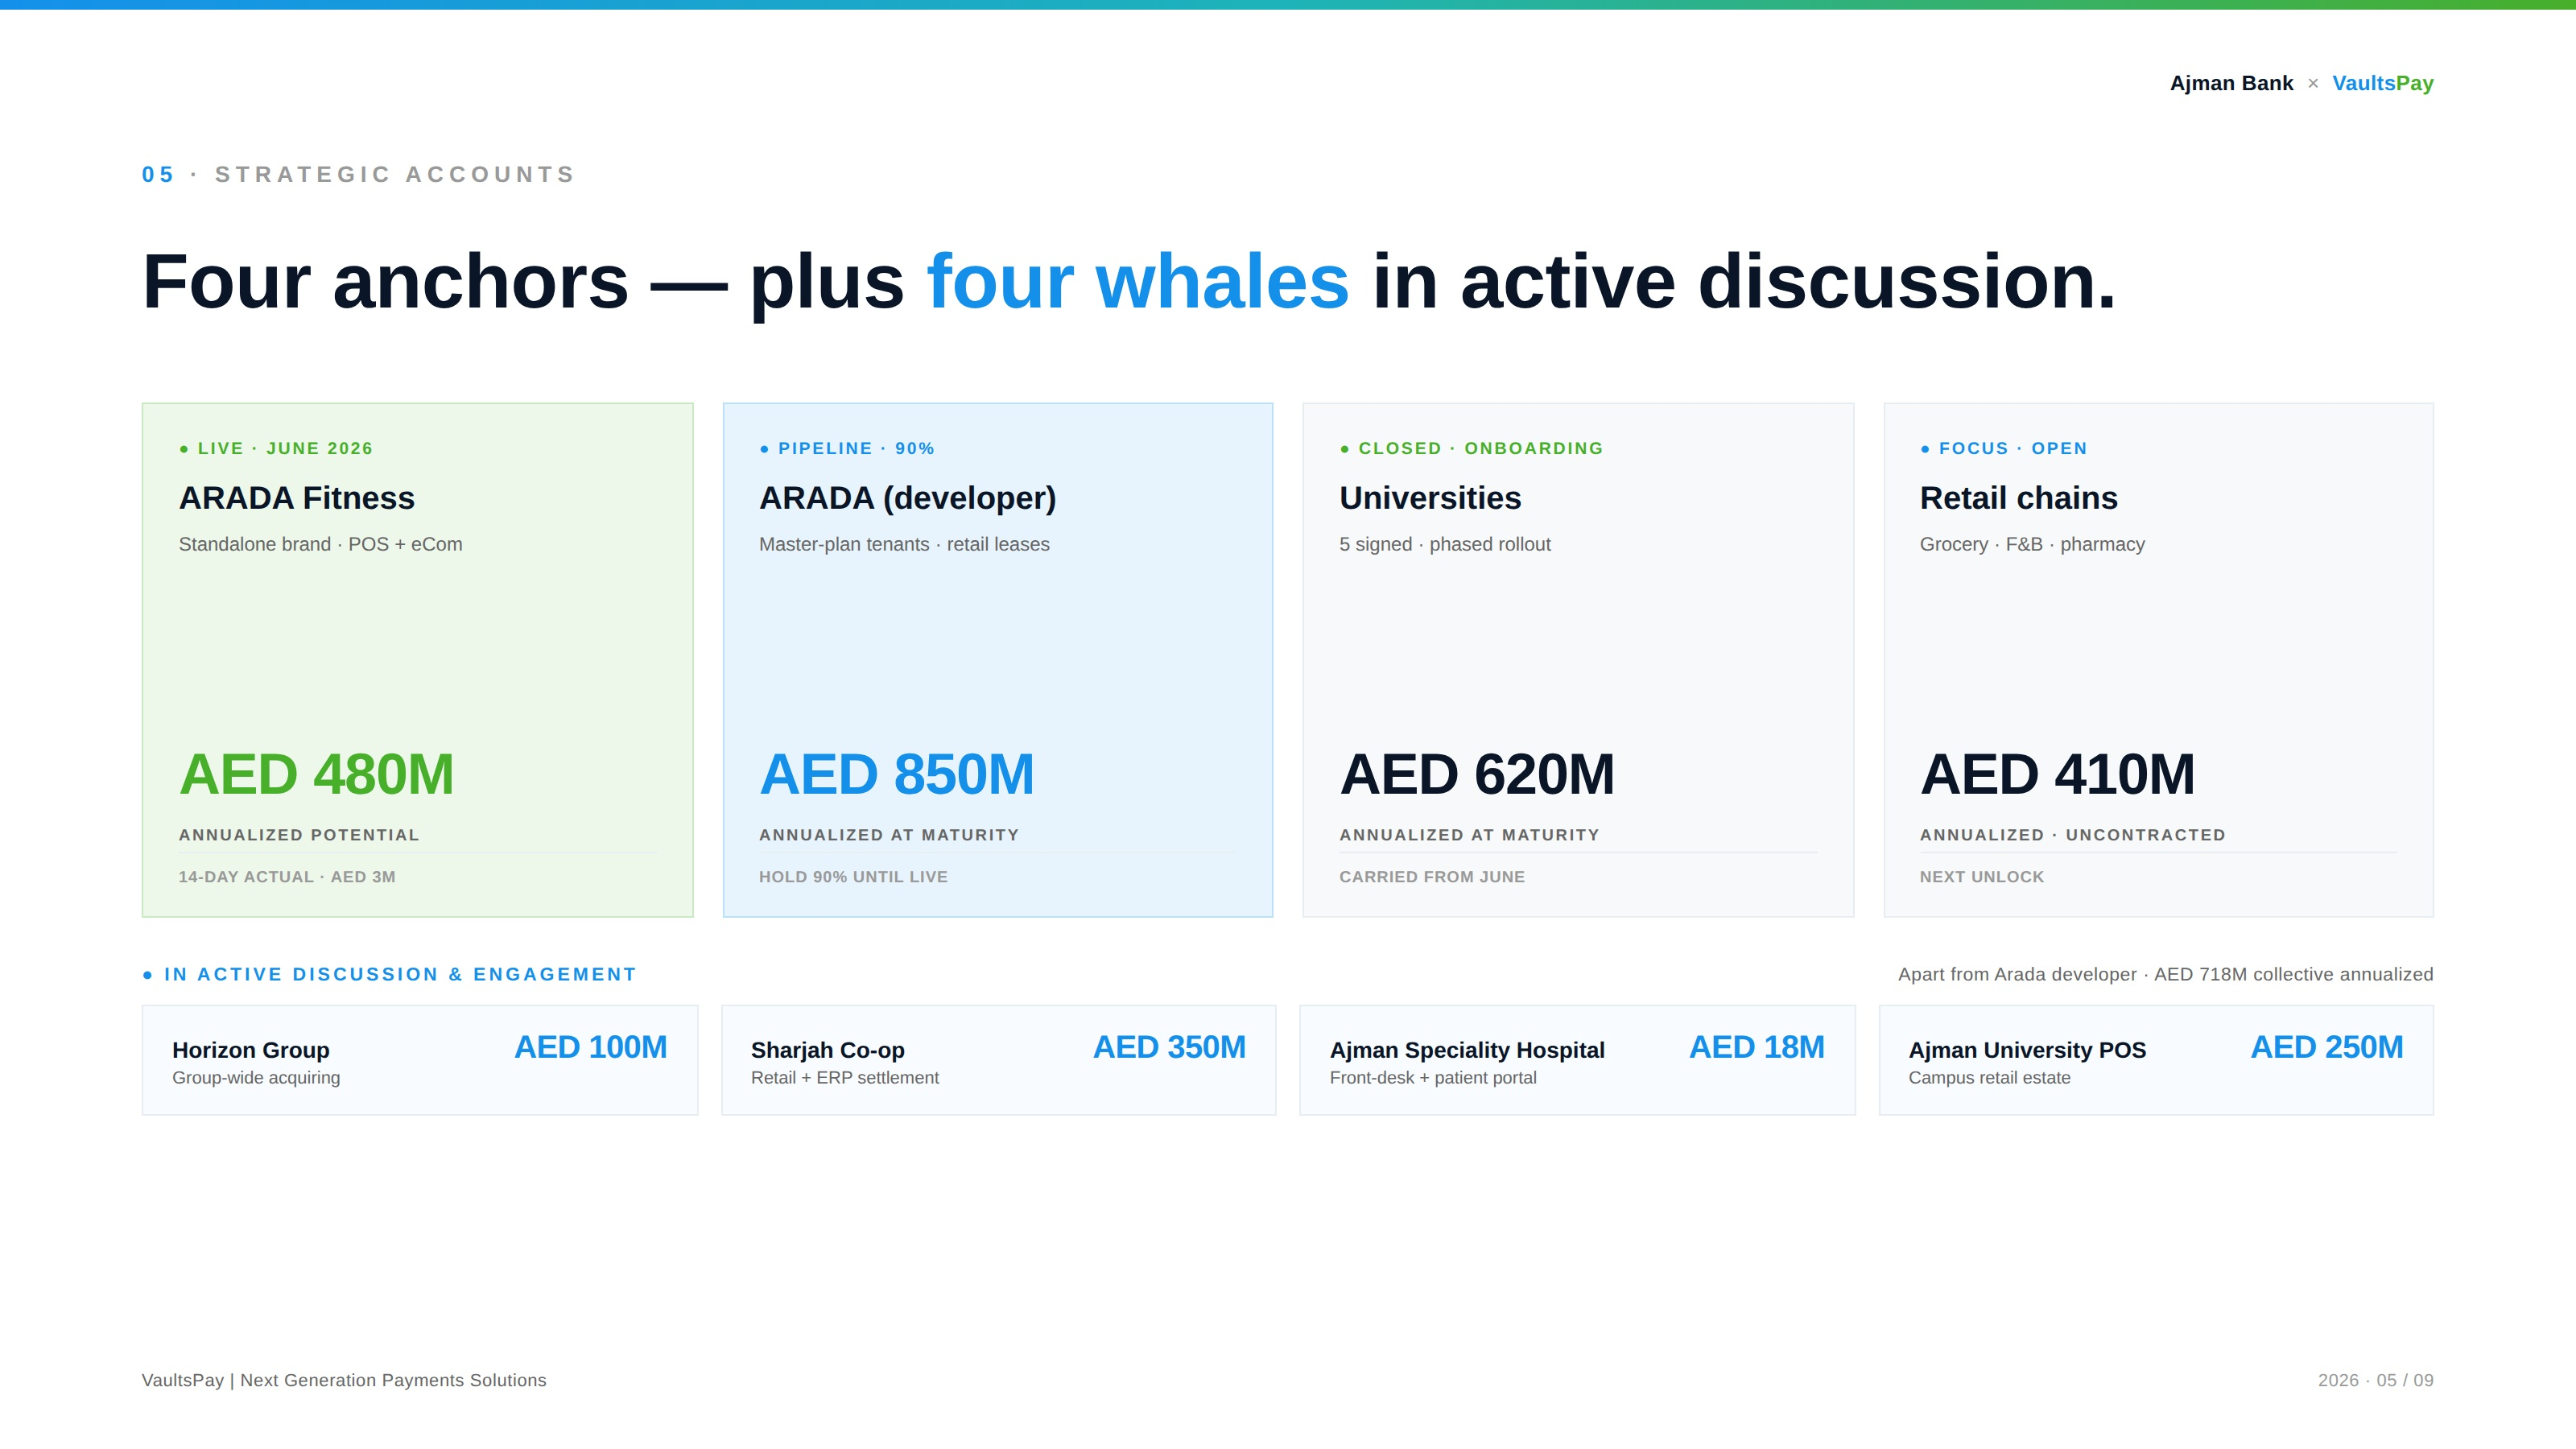 Ajman Bank × VaultsPay
05 · STRATEGIC ACCOUNTS
Four anchors — plus four whales in active discussion.
● LIVE · JUNE 2026
ARADA Fitness
Standalone brand · POS + eCom
AED 480M
ANNUALIZED POTENTIAL
14-DAY ACTUAL · AED 3M
● PIPELINE · 90%
ARADA (developer)
Master-plan tenants · retail leases
AED 850M
ANNUALIZED AT MATURITY
HOLD 90% UNTIL LIVE
● CLOSED · ONBOARDING
Universities
5 signed · phased rollout
AED 620M
ANNUALIZED AT MATURITY
CARRIED FROM JUNE
● FOCUS · OPEN
Retail chains
Grocery · F&B · pharmacy
AED 410M
ANNUALIZED · UNCONTRACTED
NEXT UNLOCK
● IN ACTIVE DISCUSSION & ENGAGEMENT
Apart from Arada developer · AED 718M collective annualized
Horizon Group
AED 100M
Group-wide acquiring
Sharjah Co-op
AED 350M
Retail + ERP settlement
Ajman Speciality Hospital
AED 18M
Front-desk + patient portal
Ajman University POS
AED 250M
Campus retail estate
VaultsPay | Next Generation Payments Solutions
2026 · 05 / 09